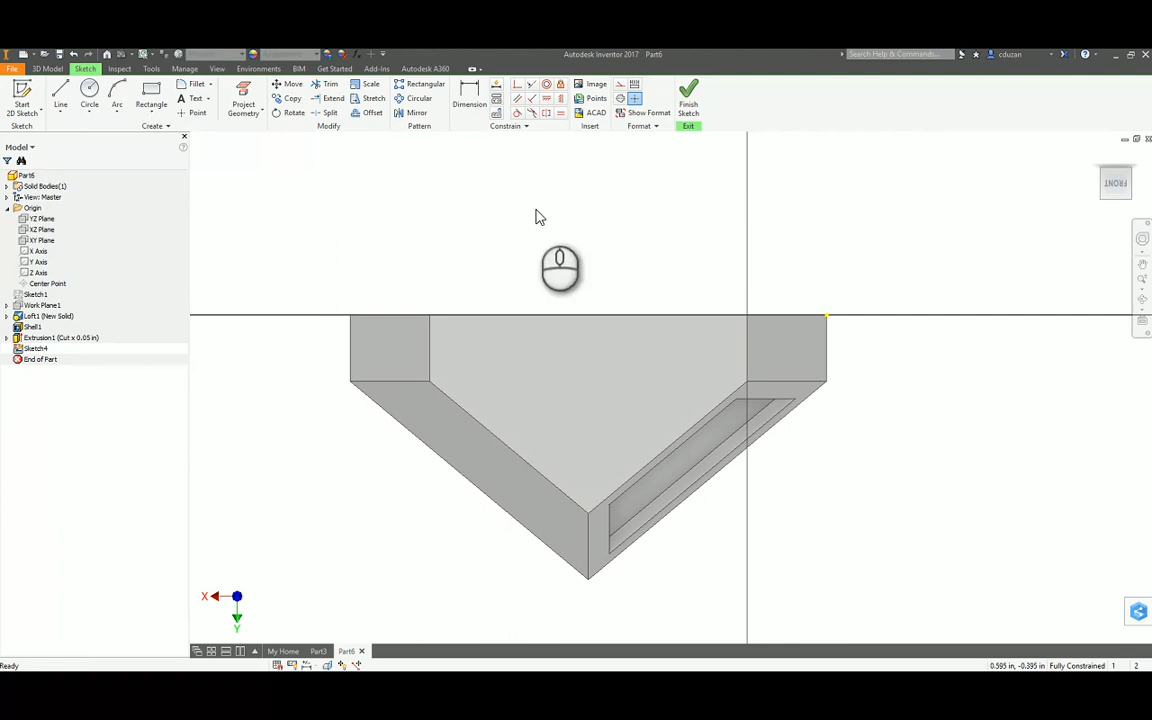 Autodesk Inventor 2017 Part6
Search Help & Commands...
cduzan
File 3D Model Sketch Inspect Tools Manage View Environments BIM Get Started Add-Ins Autodesk A360
Start
2D Sketch
Line
Circle
Arc
Rectangle
Fillet
Text
Point
Project
Geometry
Move
Copy
Rotate
Trim
Extend
Split
Scale
Stretch
Offset
Rectangular
Circular
Mirror
Dimension
Image
Points
ACAD
Show Format
Finish
Sketch
Sketch Create Modify Pattern Constrain Insert Format Exit
Model
Part6
Solid Bodies(1)
View: Master
Origin
YZ Plane
XZ Plane
XY Plane
X Axis
Y Axis
Z Axis
Center Point
Sketch1
Work Plane1
Loft1 (New Solid)
Shell1
Extrusion1 (Cut x 0.05 in)
Sketch4
End of Part
FRONT
X
Y
My Home Part3 Part6
Ready
0.595 in, -0.395 in Fully Constrained 1 2